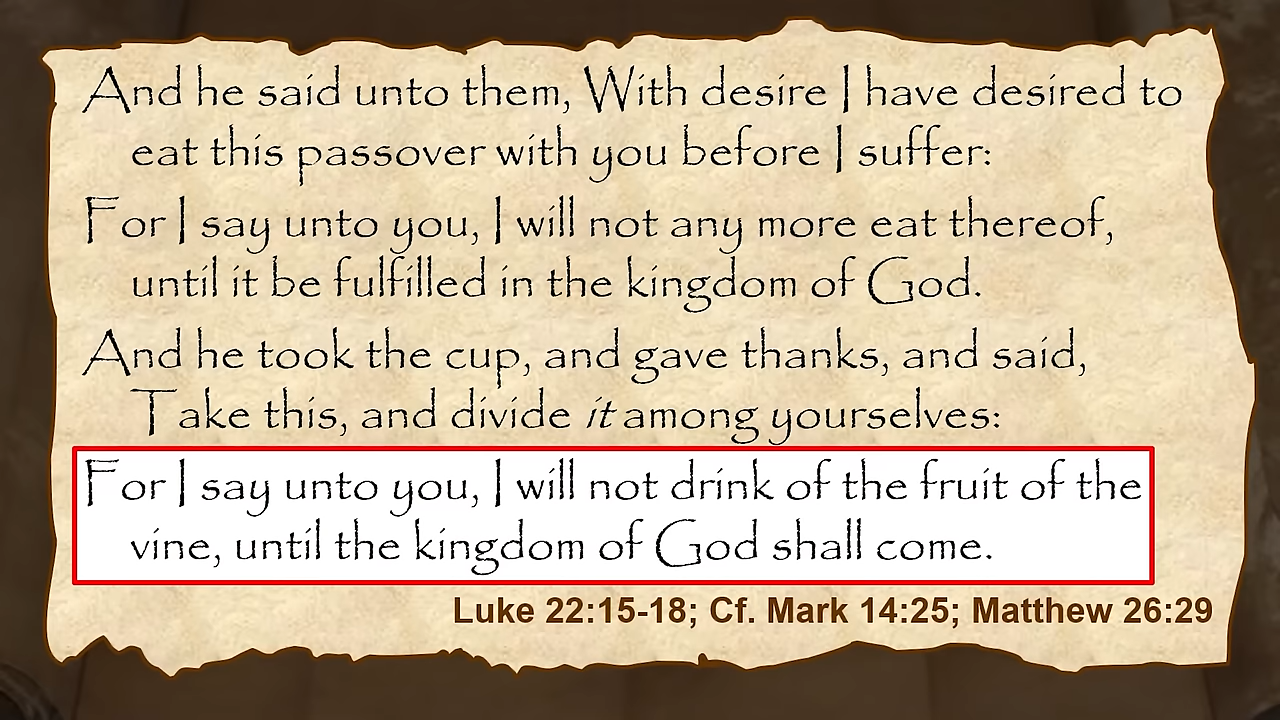 And he said unto them, With desire I have desired to
eat this passover with you before I suffer:
For I say unto you, I will not any more eat thereof,
until it be fulfilled in the kingdom of God.
And he took the cup, and gave thanks, and said,
Take this, and divide it among yourselves:
For I say unto you, I will not drink of the fruit of the
vine, until the kingdom of God shall come.
Luke 22:15-18; Cf. Mark 14:25; Matthew 26:29